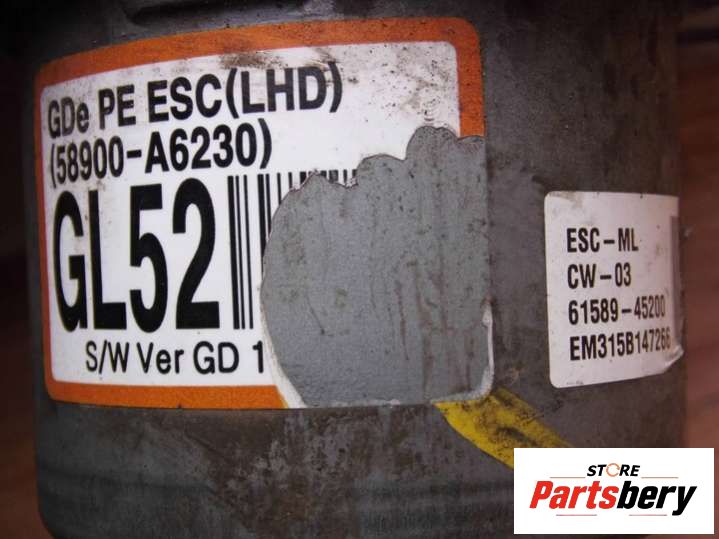 GDe PE ESC(LHD)
(58900-A6230)
GL52
S/W Ver GD 1
ESC-ML
CW-03
61589-45200
EM315B147266
STORE
Partsbery